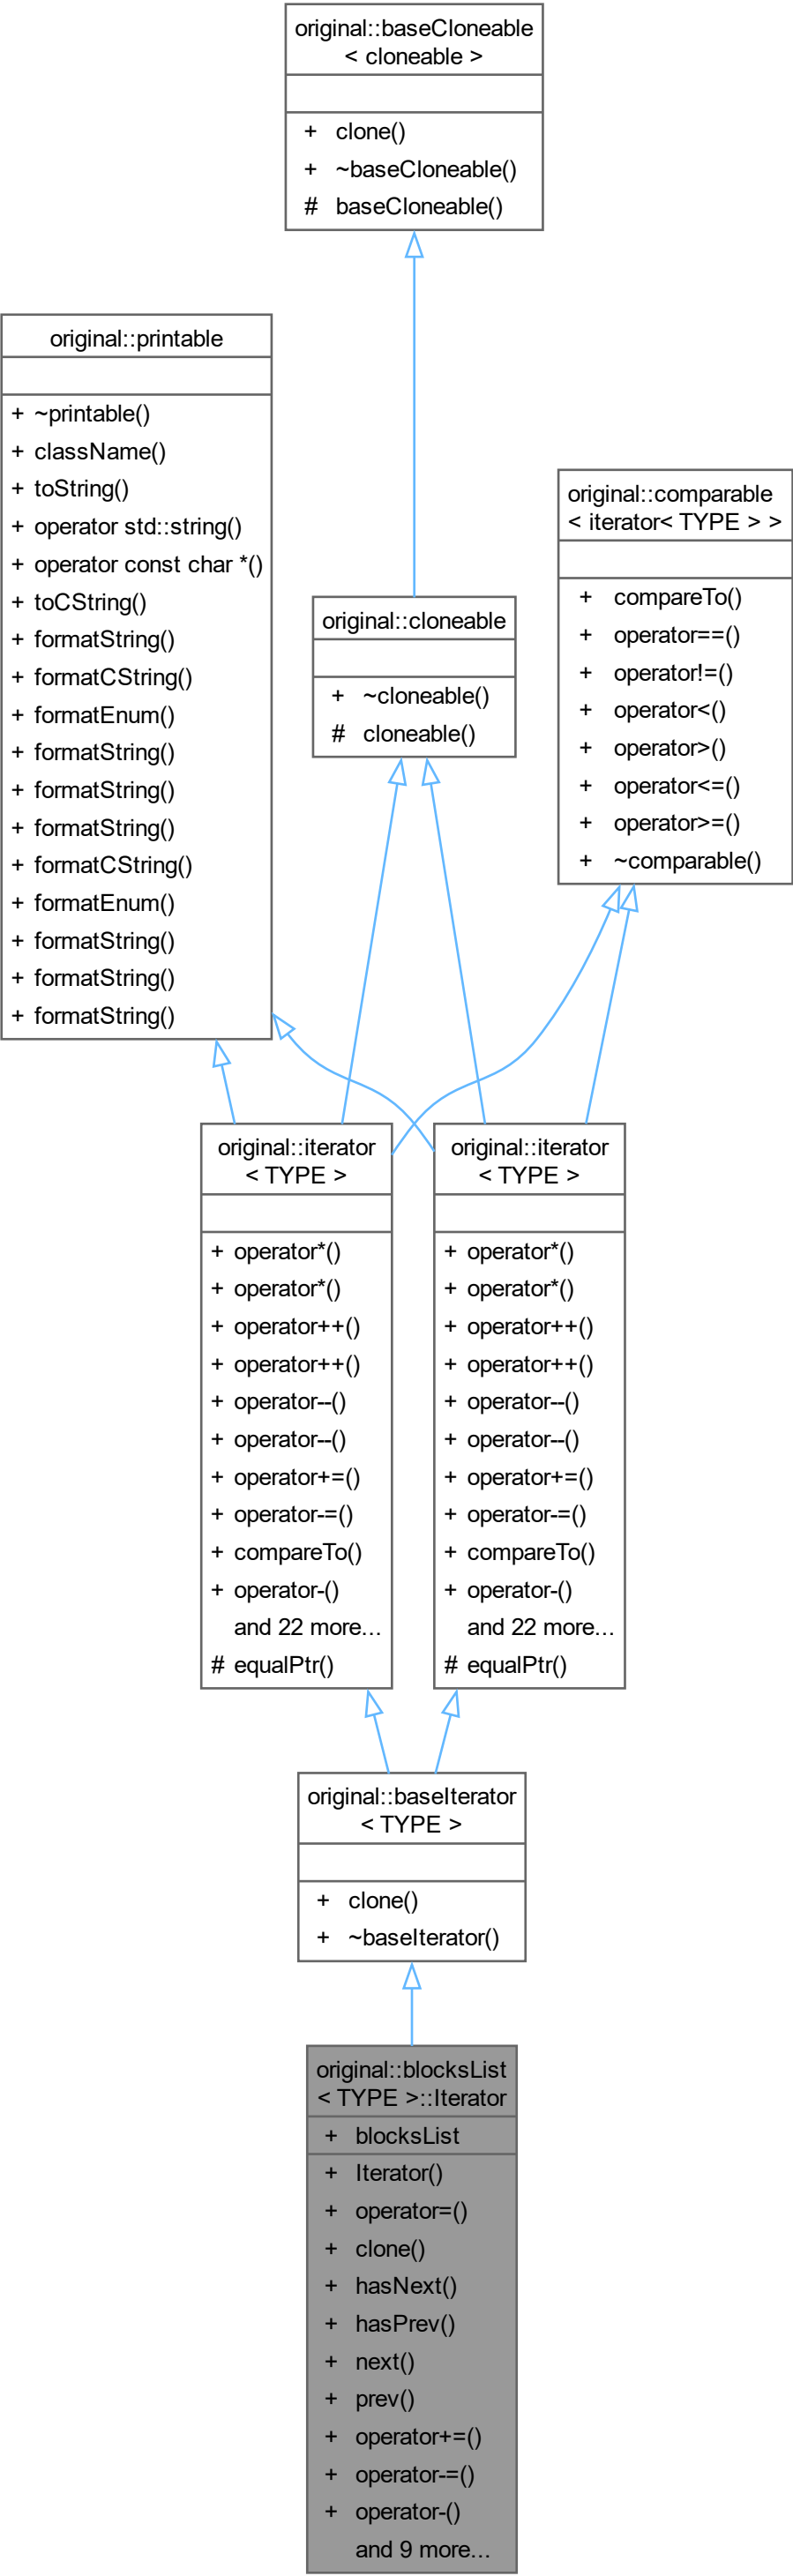 original::baseCloneable
< cloneable >
+ clone()
+ ~baseCloneable()
# baseCloneable()
original::printable
+ ~printable()
+ className()
+ toString()
+ operator std::string()
+ operator const char *()
+ toCString()
+ formatString()
+ formatCString()
+ formatEnum()
+ formatString()
+ formatString()
+ formatString()
+ formatCString()
+ formatEnum()
+ formatString()
+ formatString()
+ formatString()
original::comparable
< iterator< TYPE > >
+ compareTo()
+ operator==()
+ operator!=()
+ operator<()
+ operator>()
+ operator<=()
+ operator>=()
+ ~comparable()
original::cloneable
+ ~cloneable()
# cloneable()
original::iterator
< TYPE >
+ operator*()
+ operator*()
+ operator++()
+ operator++()
+ operator--()
+ operator--()
+ operator+=()
+ operator-=()
+ compareTo()
+ operator-()
and 22 more...
# equalPtr()
original::iterator
< TYPE >
+ operator*()
+ operator*()
+ operator++()
+ operator++()
+ operator--()
+ operator--()
+ operator+=()
+ operator-=()
+ compareTo()
+ operator-()
and 22 more...
# equalPtr()
original::baseIterator
< TYPE >
+ clone()
+ ~baseIterator()
original::blocksList
< TYPE >::Iterator
+ blocksList
+ Iterator()
+ operator=()
+ clone()
+ hasNext()
+ hasPrev()
+ next()
+ prev()
+ operator+=()
+ operator-=()
+ operator-()
and 9 more...